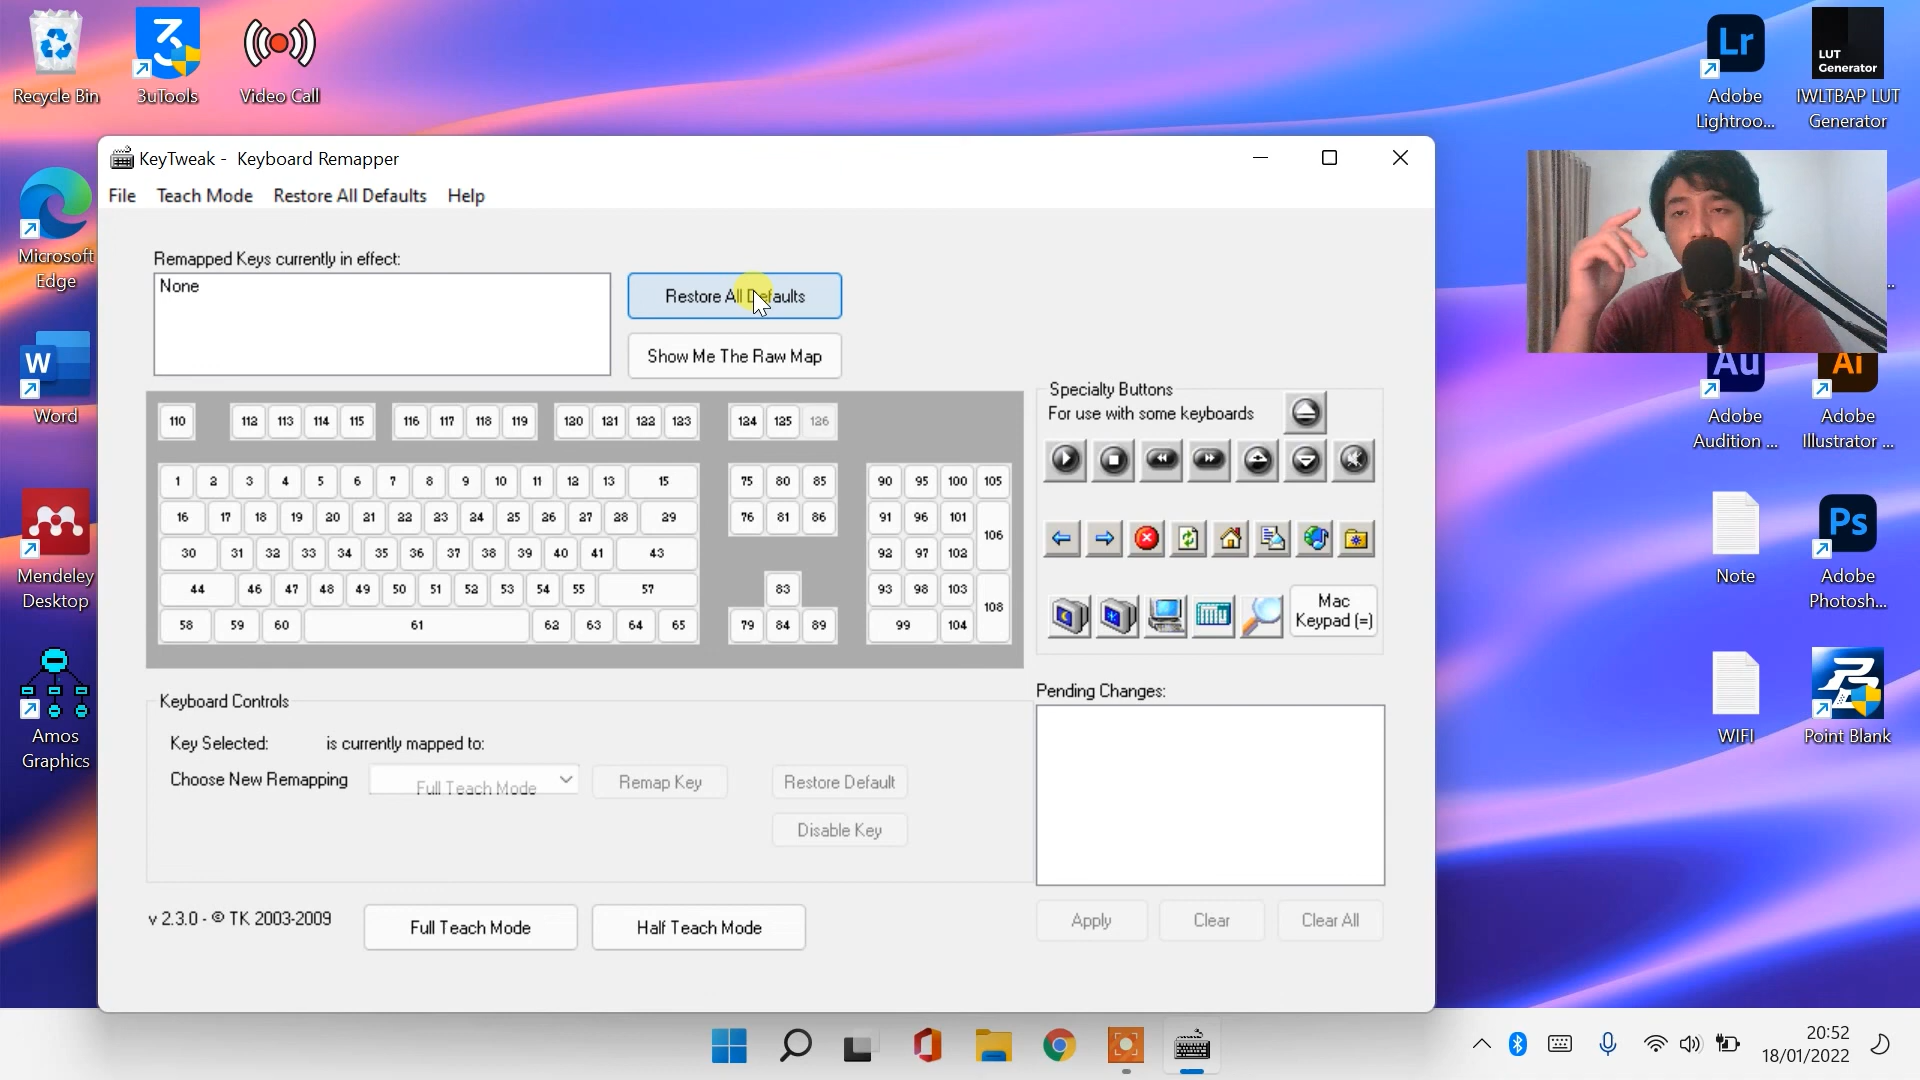 Recycle Bin
3uTools
Video Call
Lr
Adobe
Lightroo...
LUT
Generator
IWLTBAP LUT
Generator
KeyTweak -  Keyboard Remapper
File
Teach Mode
Restore All Defaults
Help
Microsoft
Edge
Remapped Keys currently in effect:
None
Restore All Defaults
Show Me The Raw Map
W
Word
Au
Adobe
Audition ...
Ai
Adobe
Illustrator ...
Specialty Buttons
For use with some keyboards
110 112 113 114 115 116 117 118 119 120 121 122 123 124 125 126
1 2 3 4 5 6 7 8 9 10 11 12 13 15 75 80 85 90 95 100 105
16 17 18 19 20 21 22 23 24 25 26 27 28 29 76 81 86 91 96 101
106
30 31 32 33 34 35 36 37 38 39 40 41 43 92 97 102
44 46 47 48 49 50 51 52 53 54 55 57 83 93 98 103
108
58 59 60 61 62 63 64 65 79 84 89 99 104
Mac
Keypad (=)
Mendeley
Desktop
Note
Ps
Adobe
Photosh...
Keyboard Controls
Key Selected:
is currently mapped to:
Choose New Remapping
Full Teach Mode
Remap Key
Restore Default
Disable Key
Pending Changes:
Amos
Graphics
WIFI
Point Blank
v 2.3.0 - © TK 2003-2009
Full Teach Mode
Half Teach Mode
Apply
Clear
Clear All
20:52
18/01/2022